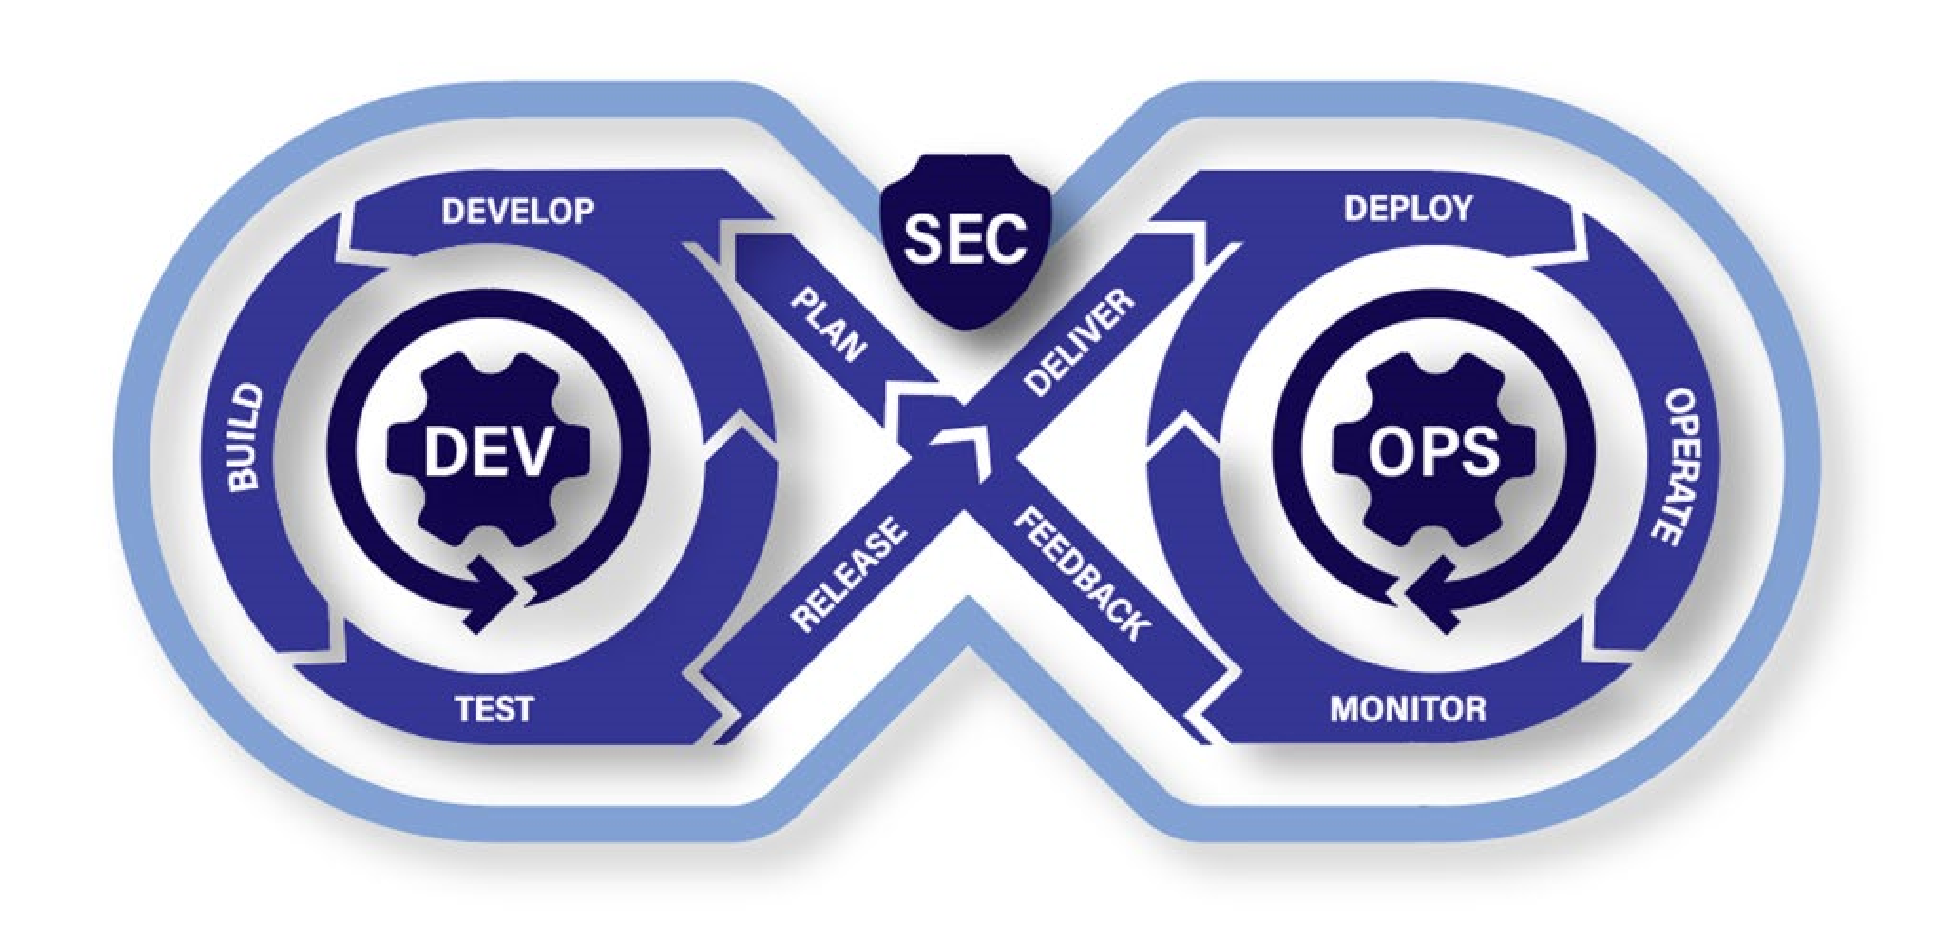 SEC
DEVELOP
DEPLOY
PLAN
DELIVER
BUILD
DEV
OPS
OPERATE
RELEASE
FEEDBACK
TEST
MONITOR